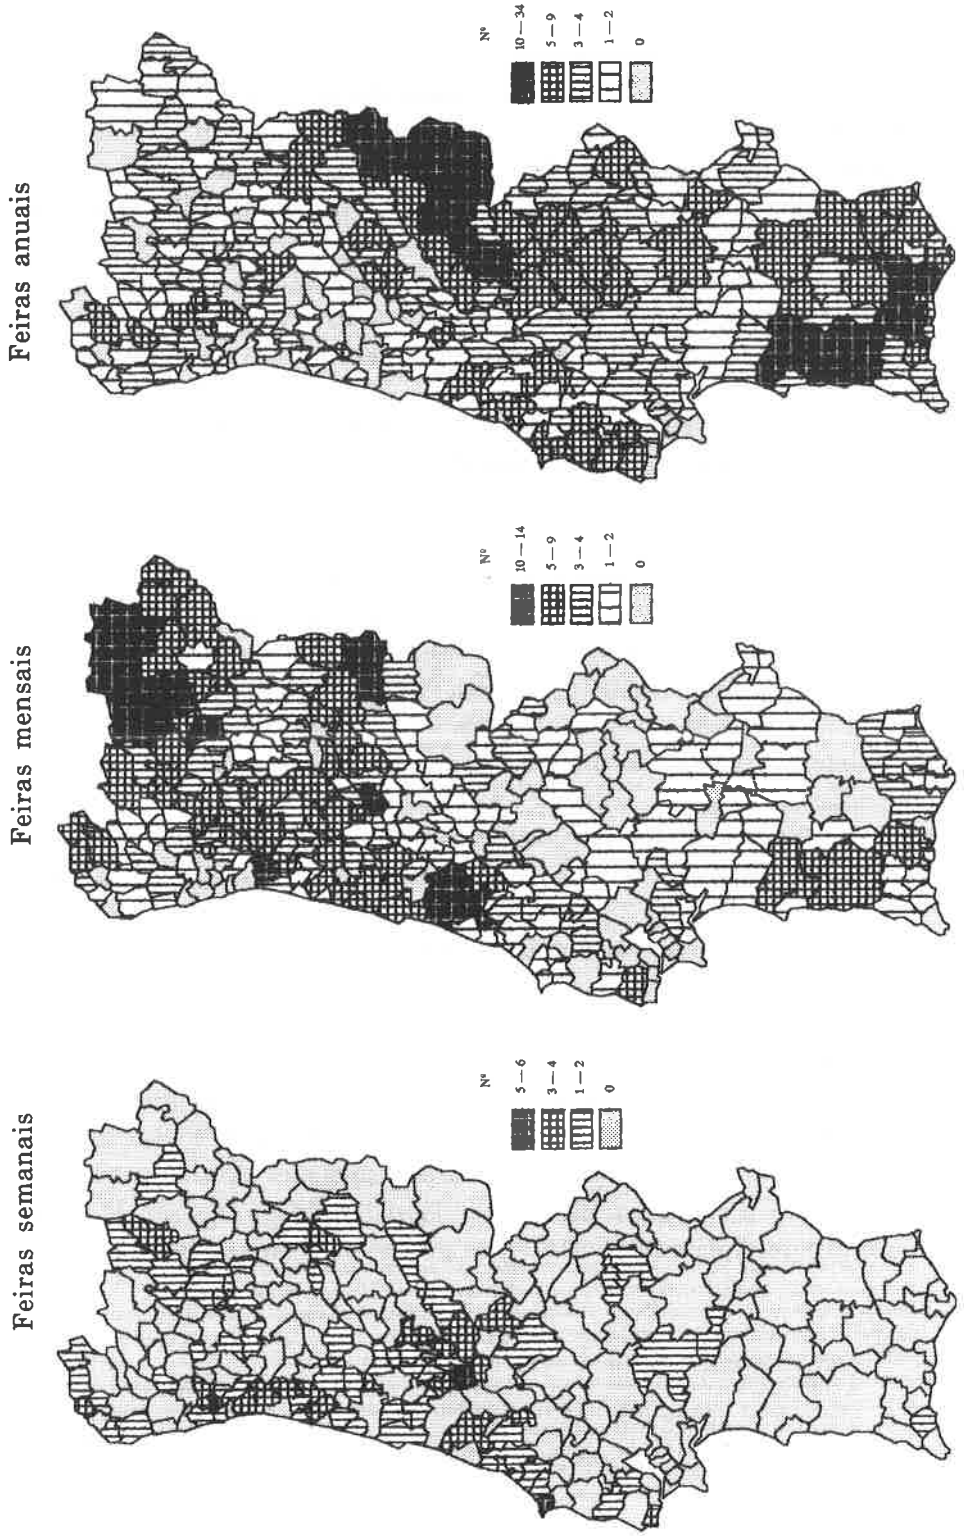 Feiras semanais
Nº
5 — 6
3 — 4
1 — 2
0
Feiras mensais
Nº
10 — 14
5 — 9
3 — 4
1 — 2
0
Feiras anuais
Nº
10 — 34
5 — 9
3 — 4
1 — 2
0